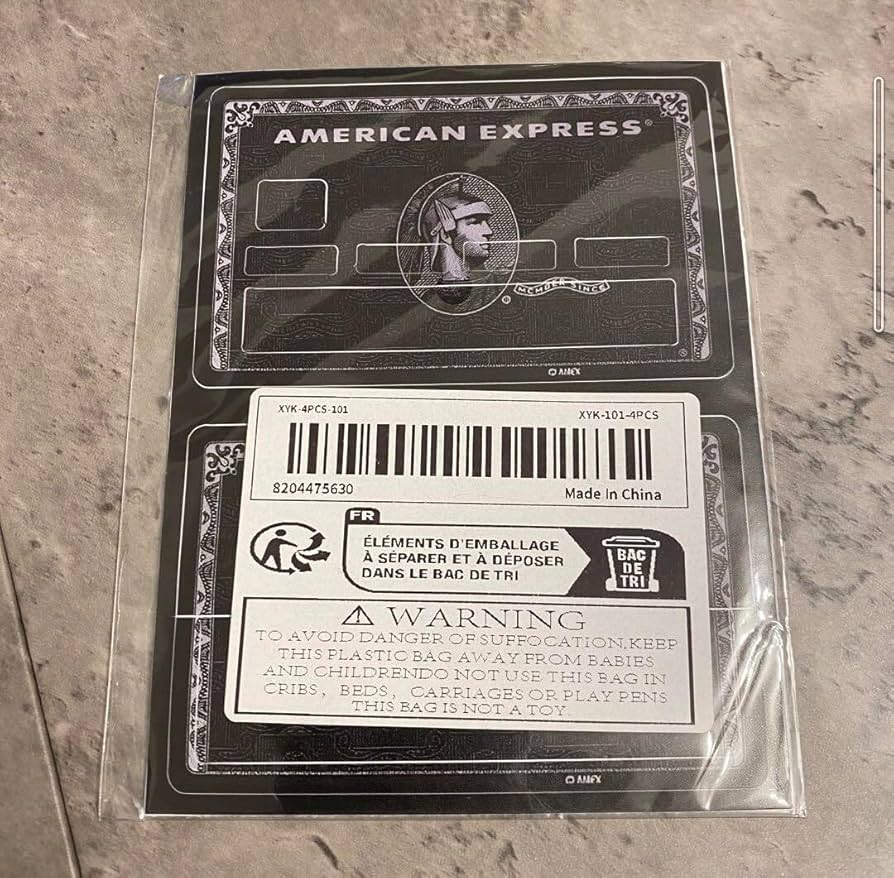 AMERICAN EXPRESS®
®
MEMBER SINCE
© AMEX
XYK-4PCS-101
XYK-101-4PCS
8204475630
Made In China
FR
ÉLÉMENTS D'EMBALLAGE
À SÉPARER ET À DÉPOSER
DANS LE BAC DE TRI
BAC
DE
TRI
⚠ WARNING
TO AVOID DANGER OF SUFFOCATION,KEEP
THIS PLASTIC BAG AWAY FROM BABIES
AND CHILDRENDO NOT USE THIS BAG IN
CRIBS, BEDS, CARRIAGES OR PLAY PENS
THIS BAG IS NOT A TOY.
© AMEX